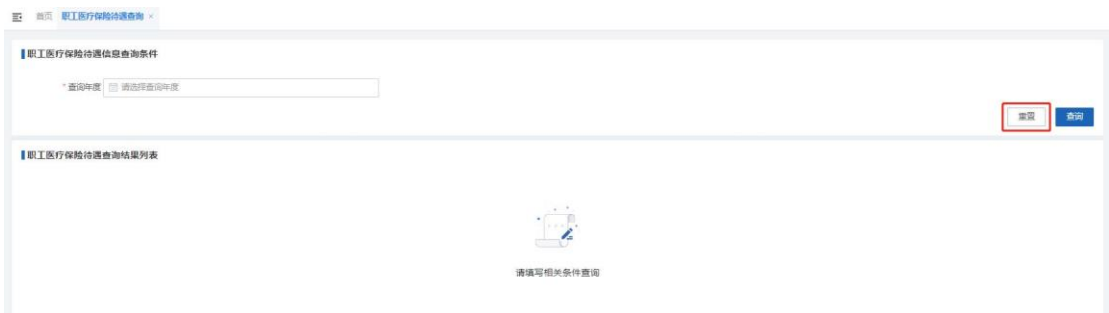 首页 职工医疗保险待遇查询 ×
职工医疗保险待遇信息查询条件
* 查询年度 请选择查询年度
重置 查询
职工医疗保险待遇查询结果列表
请填写相关条件查询